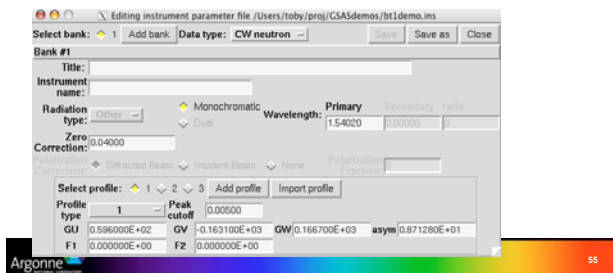 Editing instrument parameter file /Users/toby/proj/GSASdemos/bt1demo.ins
Select bank: 1 Add bank Data type: CW neutron Save Save as Close
Bank #1
Title:
Instrument name:
Radiation type: Other Monochromatic Dual Wavelength: Primary 1.54020 Secondary 0.00000 ratio 0
Zero Correction: 0.04000
Polarization Correction: Difracted Beam Incident Beam None Polarization Fraction: 0
Select profile: 1 2 3 Add profile Import profile
Profile type 1 Peak cutoff 0.00500
GU 0.596000E+02 GV -0.163100E+03 GW 0.166700E+03 asym 0.871280E+01
F1 0.000000E+00 F2 0.000000E+00
Argonne
55